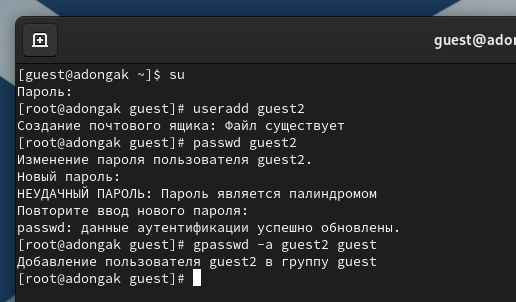 guest@ador
[guest@adongak ~]$ su
Пароль:
[root@adongak guest]# useradd guest2
Создание почтового ящика: Файл существует
[root@adongak guest]# passwd guest2
Изменение пароля пользователя guest2.
Новый пароль:
НЕУДАЧНЫЙ ПАРОЛЬ: Пароль является палиндромом
Повторите ввод нового пароля:
passwd: данные аутентификации успешно обновлены.
[root@adongak guest]# gpasswd -a guest2 guest
Добавление пользователя guest2 в группу guest
[root@adongak guest]#